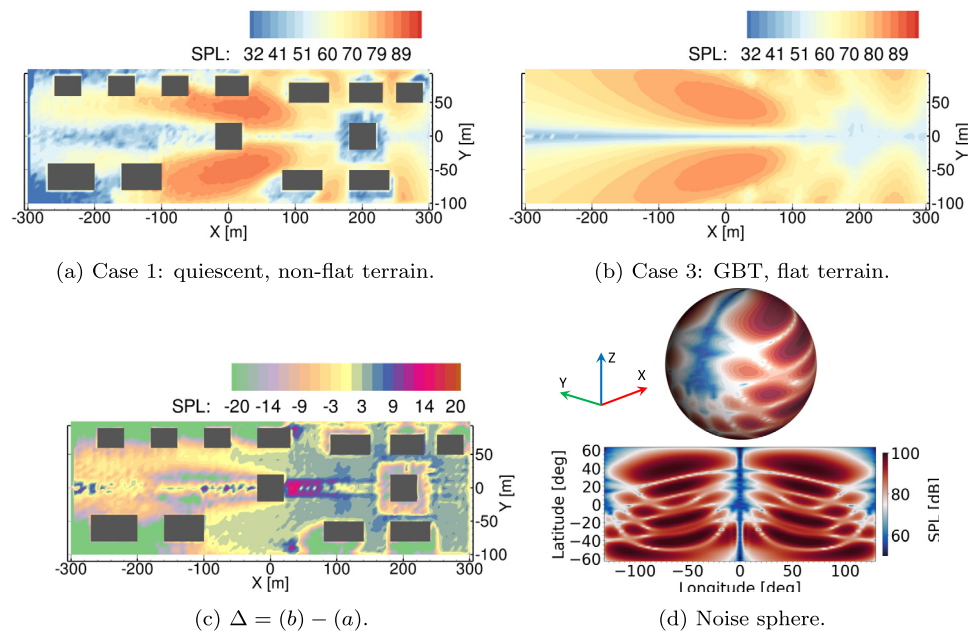 SPL: 32 41 51 60 70 79 89
-300 -200 -100 0 100 200 300
X [m]
50
0
-50
-100
Y [m]
(a) Case 1: quiescent, non-flat terrain.
SPL: 32 41 51 60 70 80 89
-300 -200 -100 0 100 200 300
X [m]
50
0
-50
-100
Y [m]
(b) Case 3: GBT, flat terrain.
SPL: -20 -14 -9 -3 3 9 14 20
-300 -200 -100 0 100 200 300
X [m]
50
0
-50
-100
Y [m]
(c) Δ = (b) − (a).
Z
Y
X
60
40
20
0
−20
−40
−60
Latitude [deg]
−100 −50 0 50 100
Longitude [deg]
100
80
60
SPL [dB]
(d) Noise sphere.